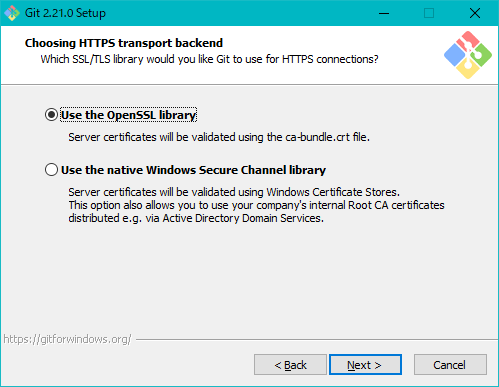 Git 2.21.0 Setup
Choosing HTTPS transport backend
Which SSL/TLS library would you like Git to use for HTTPS connections?
Use the OpenSSL library
Server certificates will be validated using the ca-bundle.crt file.
Use the native Windows Secure Channel library
Server certificates will be validated using Windows Certificate Stores.
This option also allows you to use your company's internal Root CA certificates
distributed e.g. via Active Directory Domain Services.
https://gitforwindows.org/
< Back
Next >
Cancel